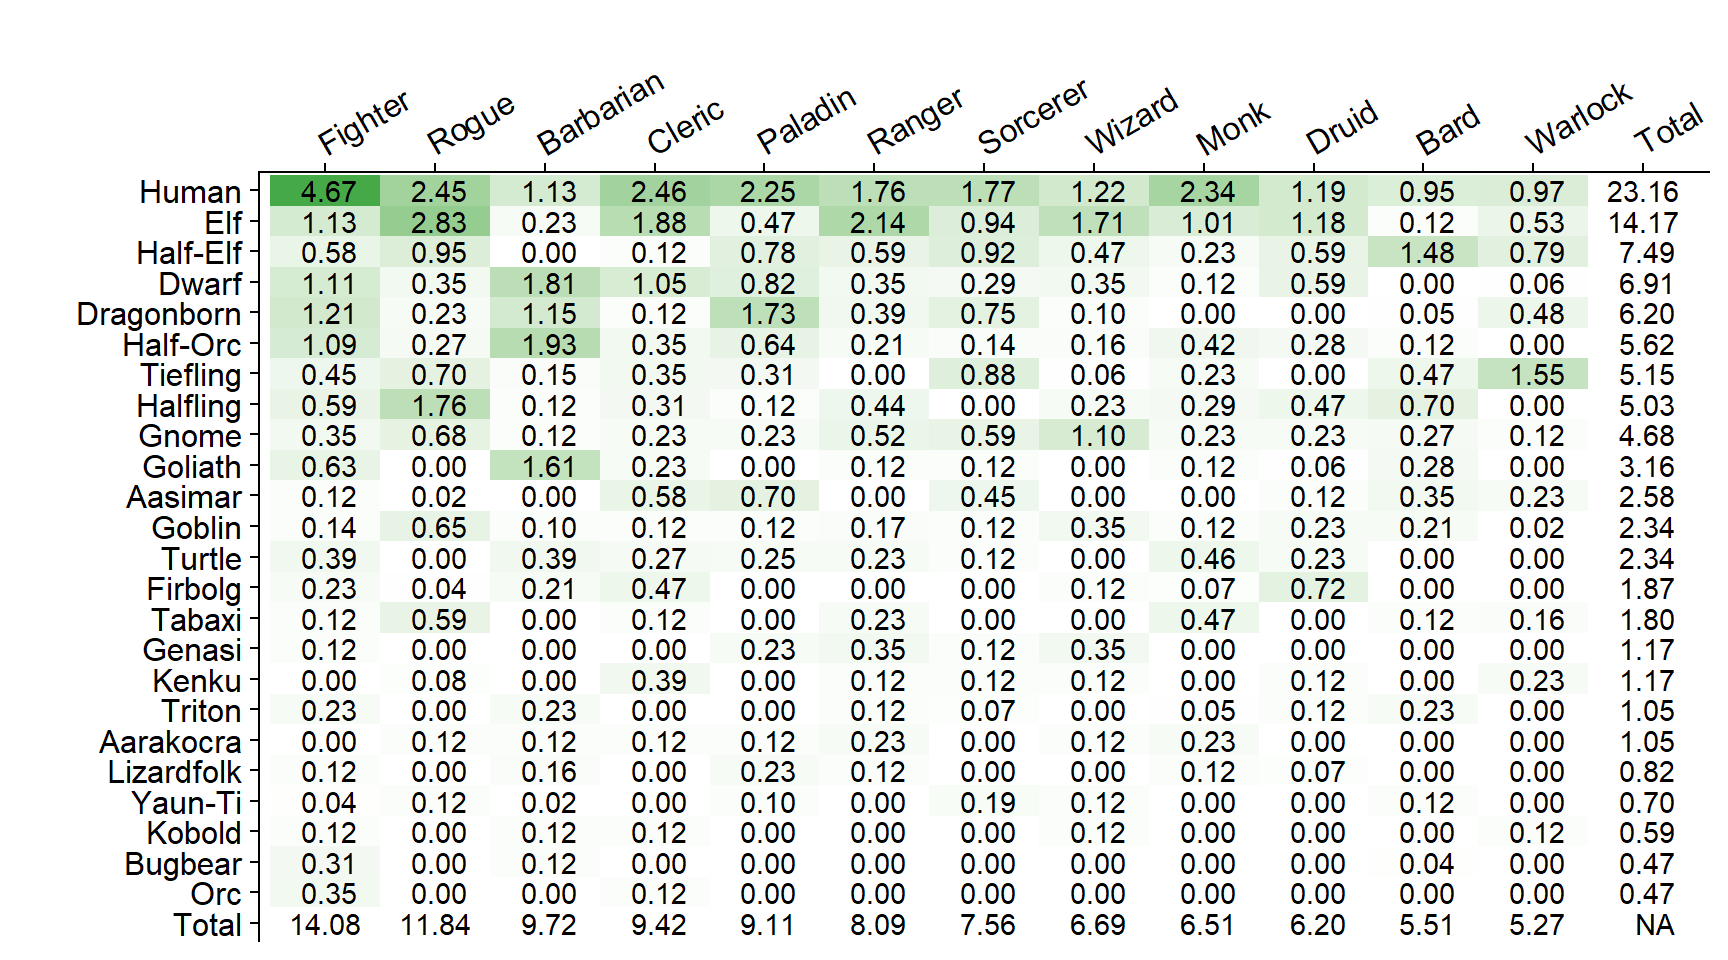 Fighter Rogue Barbarian Cleric Paladin Ranger Sorcerer Wizard Monk Druid Bard Warlock Total
Human 4.67 2.45 1.13 2.46 2.25 1.76 1.77 1.22 2.34 1.19 0.95 0.97 23.16
Elf 1.13 2.83 0.23 1.88 0.47 2.14 0.94 1.71 1.01 1.18 0.12 0.53 14.17
Half-Elf 0.58 0.95 0.00 0.12 0.78 0.59 0.92 0.47 0.23 0.59 1.48 0.79 7.49
Dwarf 1.11 0.35 1.81 1.05 0.82 0.35 0.29 0.35 0.12 0.59 0.00 0.06 6.91
Dragonborn 1.21 0.23 1.15 0.12 1.73 0.39 0.75 0.10 0.00 0.00 0.05 0.48 6.20
Half-Orc 1.09 0.27 1.93 0.35 0.64 0.21 0.14 0.16 0.42 0.28 0.12 0.00 5.62
Tiefling 0.45 0.70 0.15 0.35 0.31 0.00 0.88 0.06 0.23 0.00 0.47 1.55 5.15
Halfling 0.59 1.76 0.12 0.31 0.12 0.44 0.00 0.23 0.29 0.47 0.70 0.00 5.03
Gnome 0.35 0.68 0.12 0.23 0.23 0.52 0.59 1.10 0.23 0.23 0.27 0.12 4.68
Goliath 0.63 0.00 1.61 0.23 0.00 0.12 0.12 0.00 0.12 0.06 0.28 0.00 3.16
Aasimar 0.12 0.02 0.00 0.58 0.70 0.00 0.45 0.00 0.00 0.12 0.35 0.23 2.58
Goblin 0.14 0.65 0.10 0.12 0.12 0.17 0.12 0.35 0.12 0.23 0.21 0.02 2.34
Turtle 0.39 0.00 0.39 0.27 0.25 0.23 0.12 0.00 0.46 0.23 0.00 0.00 2.34
Firbolg 0.23 0.04 0.21 0.47 0.00 0.00 0.00 0.12 0.07 0.72 0.00 0.00 1.87
Tabaxi 0.12 0.59 0.00 0.12 0.00 0.23 0.00 0.00 0.47 0.00 0.12 0.16 1.80
Genasi 0.12 0.00 0.00 0.00 0.23 0.35 0.12 0.35 0.00 0.00 0.00 0.00 1.17
Kenku 0.00 0.08 0.00 0.39 0.00 0.12 0.12 0.12 0.00 0.12 0.00 0.23 1.17
Triton 0.23 0.00 0.23 0.00 0.00 0.12 0.07 0.00 0.05 0.12 0.23 0.00 1.05
Aarakocra 0.00 0.12 0.12 0.12 0.12 0.23 0.00 0.12 0.23 0.00 0.00 0.00 1.05
Lizardfolk 0.12 0.00 0.16 0.00 0.23 0.12 0.00 0.00 0.12 0.07 0.00 0.00 0.82
Yaun-Ti 0.04 0.12 0.02 0.00 0.10 0.00 0.19 0.12 0.00 0.00 0.12 0.00 0.70
Kobold 0.12 0.00 0.12 0.12 0.00 0.00 0.00 0.12 0.00 0.00 0.00 0.12 0.59
Bugbear 0.31 0.00 0.12 0.00 0.00 0.00 0.00 0.00 0.00 0.00 0.04 0.00 0.47
Orc 0.35 0.00 0.00 0.12 0.00 0.00 0.00 0.00 0.00 0.00 0.00 0.00 0.47
Total 14.08 11.84 9.72 9.42 9.11 8.09 7.56 6.69 6.51 6.20 5.51 5.27 NA